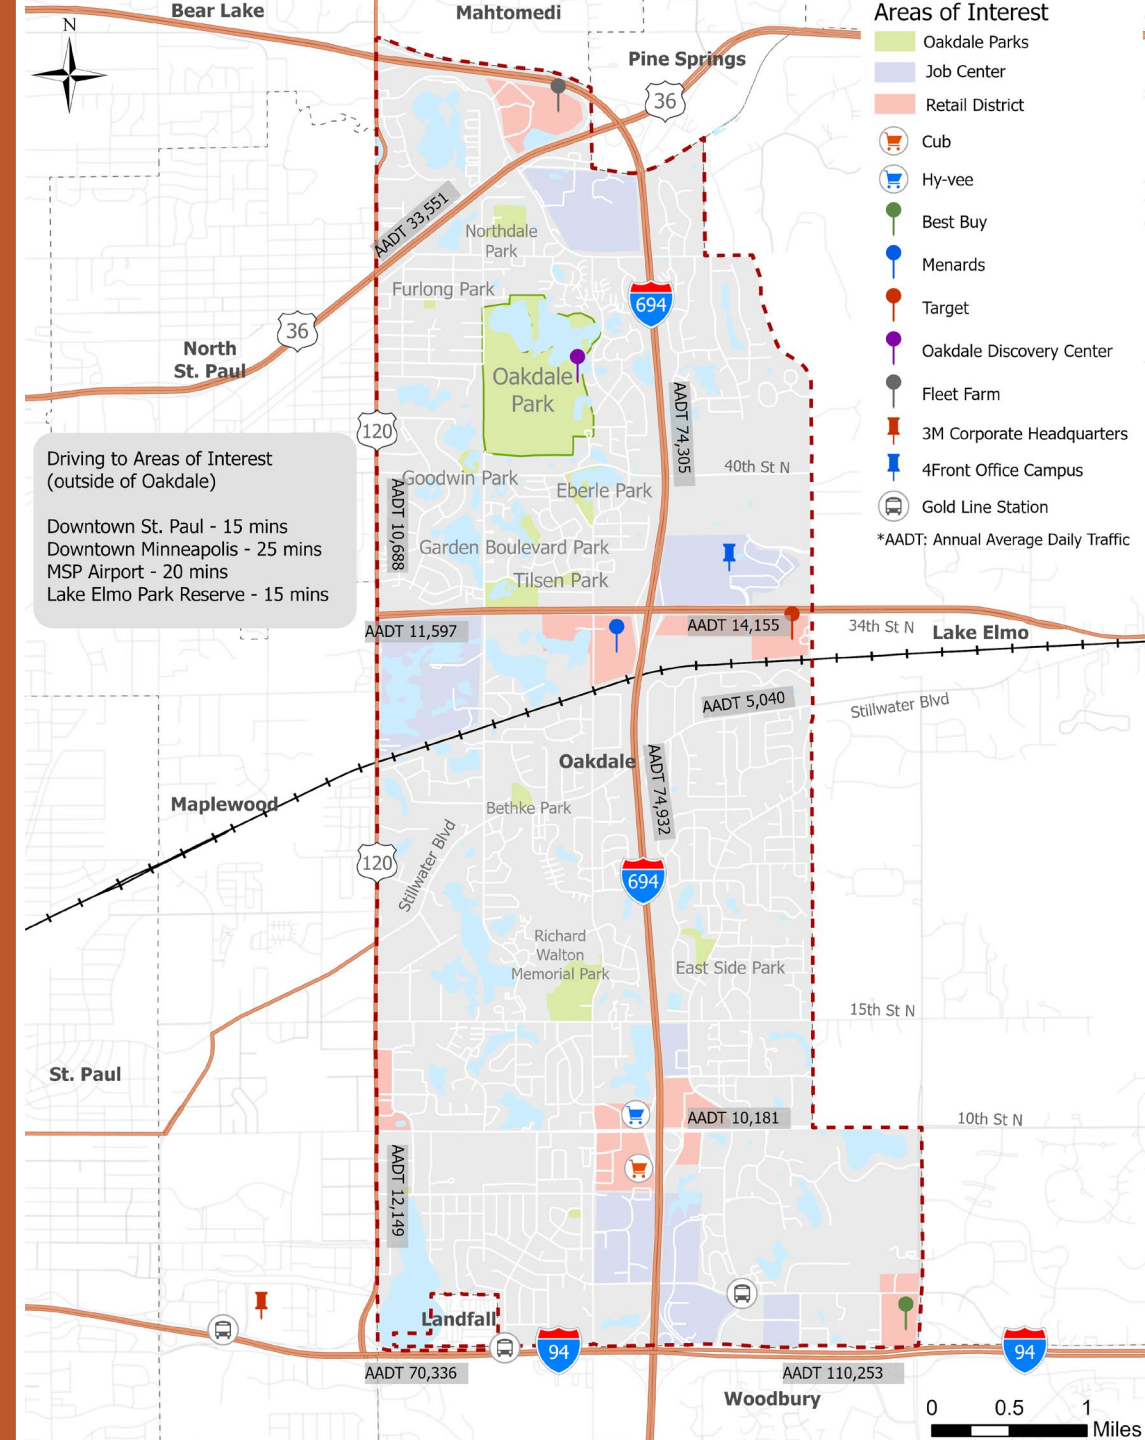 Bear Lake
Mahtomedi
Areas of Interest
N
Oakdale Parks
Pine Springs
Job Center
36
Retail District
Cub
Hy-vee
AADT 33,551
Northdale
Park
Best Buy
Menards
Furlong Park
694
Target
36
North
St. Paul
Oakdale Discovery Center
Oakdale
Park
Fleet Farm
120
AADT 74,305
3M Corporate Headquarters
Driving to Areas of Interest
(outside of Oakdale)
Downtown St. Paul - 15 mins
Downtown Minneapolis - 25 mins
MSP Airport - 20 mins
Lake Elmo Park Reserve - 15 mins
40th St N
4Front Office Campus
Goodwin Park
Eberle Park
Gold Line Station
AADT 10,688
*AADT: Annual Average Daily Traffic
Garden Boulevard Park
Tilsen Park
AADT 11,597
AADT 14,155
34th St N
Lake Elmo
AADT 5,040
Stillwater Blvd
Oakdale
AADT 74,932
Maplewood
Bethke Park
120
Stillwater Blvd
694
Richard
Walton
Memorial Park
East Side Park
15th St N
St. Paul
AADT 10,181
10th St N
AADT 12,149
Landfall
94
94
AADT 70,336
AADT 110,253
Woodbury
0 0.5 1
Miles